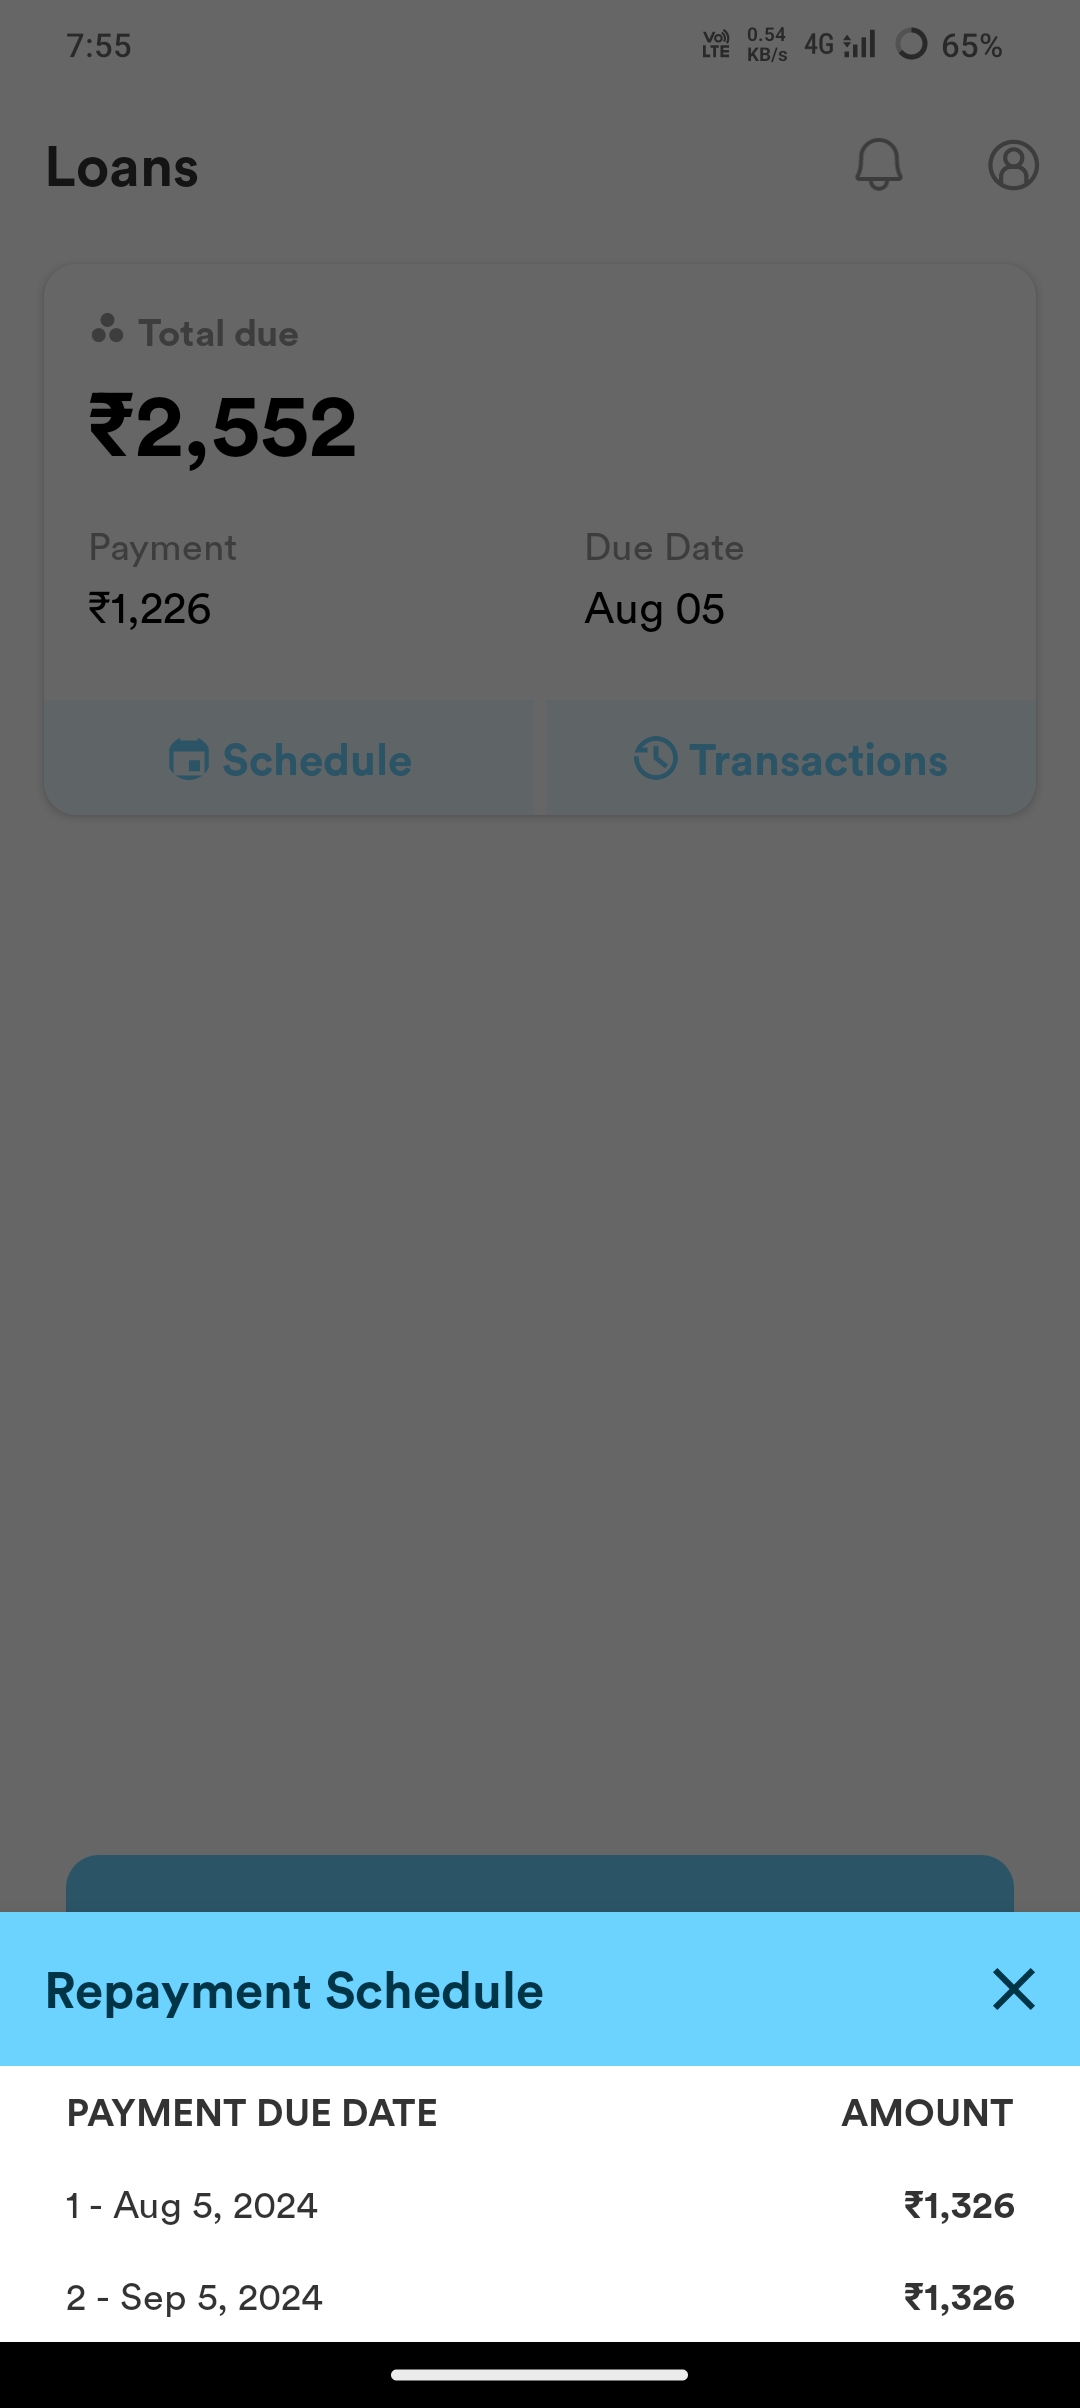 7:55
Vo LTE 0.54 KB/s 4G 65%
Loans
Total due
₹2,552
Payment Due Date
₹1,226 Aug 05
Schedule Transactions
Repayment Schedule
PAYMENT DUE DATE AMOUNT
1 - Aug 5, 2024 ₹1,326
2 - Sep 5, 2024 ₹1,326